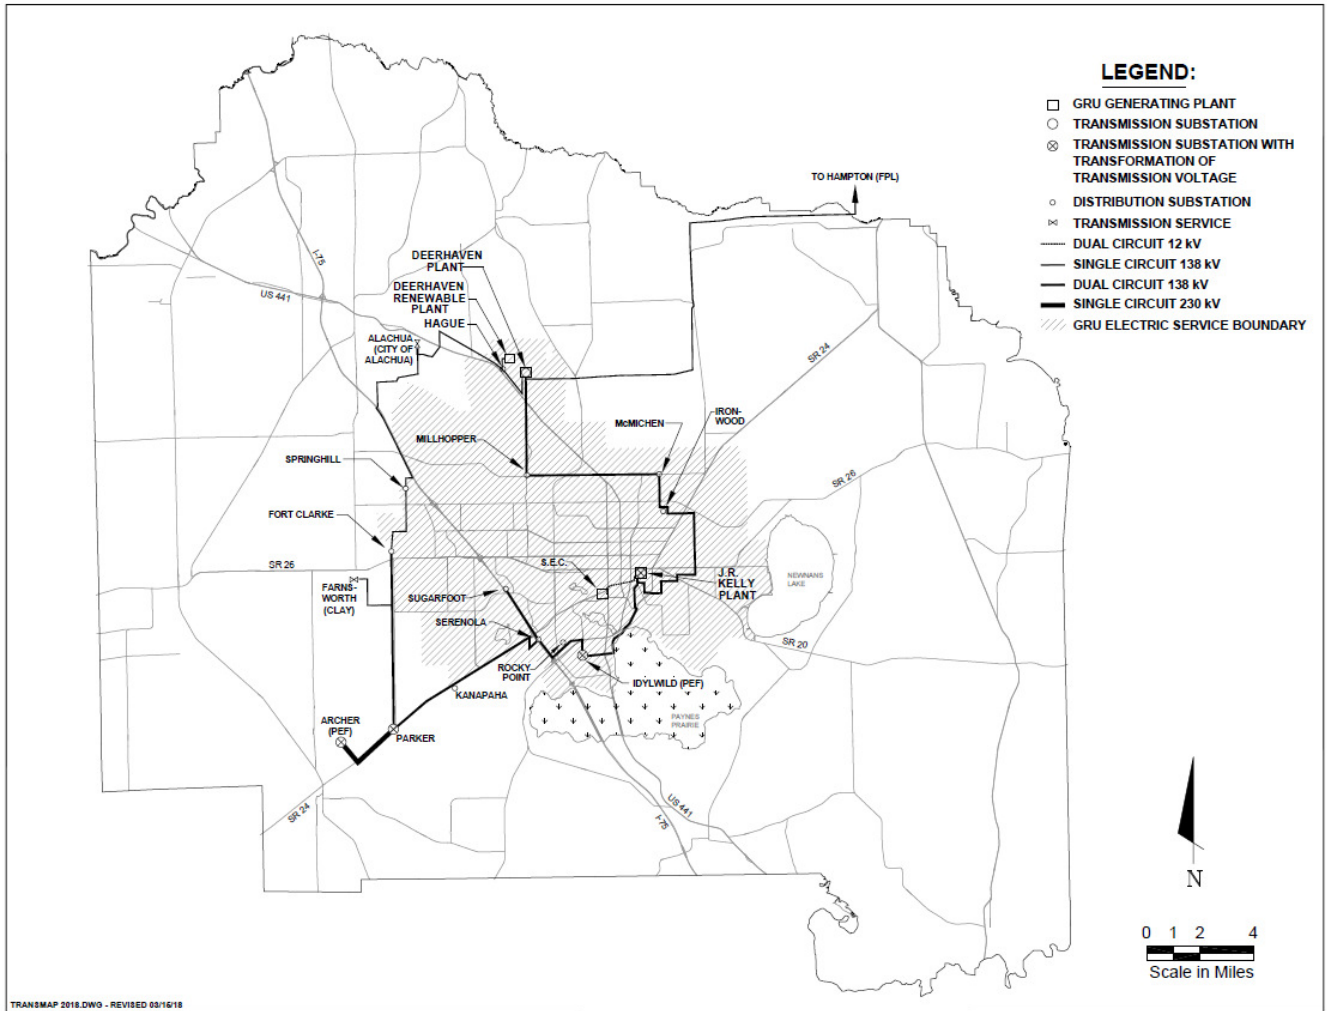 LEGEND:
GRU GENERATING PLANT
TRANSMISSION SUBSTATION
TRANSMISSION SUBSTATION WITH
TRANSFORMATION OF
TRANSMISSION VOLTAGE
DISTRIBUTION SUBSTATION
TRANSMISSION SERVICE
DUAL CIRCUIT 12 kV
SINGLE CIRCUIT 138 kV
DUAL CIRCUIT 138 kV
SINGLE CIRCUIT 230 kV
GRU ELECTRIC SERVICE BOUNDARY
TO HAMPTON (FPL)
I-75
US 441
DEERHAVEN
PLANT
DEERHAVEN
RENEWABLE
PLANT
HAGUE
ALACHUA
(CITY OF
ALACHUA)
SR 24
IRON-
WOOD
McMICHEN
MILLHOPPER
SPRINGHILL
SR 26
FORT CLARKE
SR 26
S.E.C.
J.R.
KELLY
PLANT
NEWNANS
LAKE
FARNS-
WORTH
(CLAY)
SUGARFOOT
SERENOLA
SR 20
ROCKY
POINT
IDYLWILD (PEF)
KANAPAHA
PAYNES
PRAIRIE
ARCHER
(PEF)
PARKER
SR 24
US 441
I-75
N
0 1 2 4
Scale in Miles
TRANSMAP 2018.DWG - REVISED 03/15/18